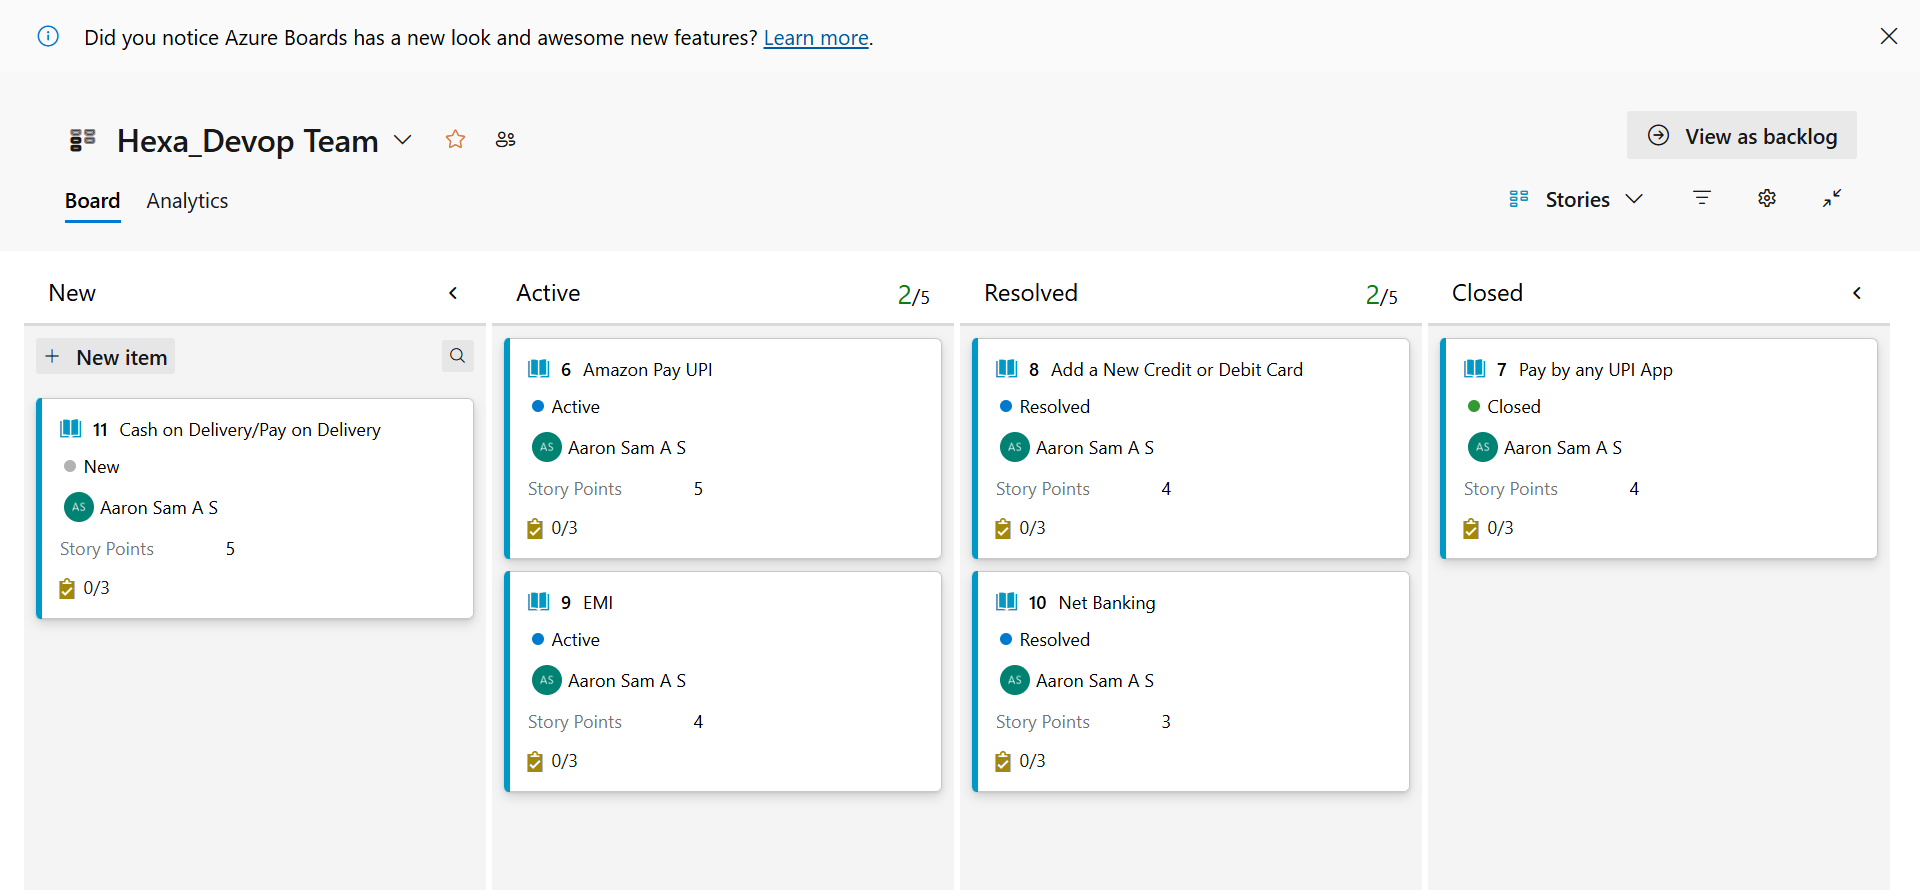 Did you notice Azure Boards has a new look and awesome new features? Learn more.
Hexa_Devop Team
View as backlog
Board Analytics
Stories
New
New item
11 Cash on Delivery/Pay on Delivery
New
AS Aaron Sam A S
Story Points 5
0/3
Active 2/5
6 Amazon Pay UPI
Active
AS Aaron Sam A S
Story Points 5
0/3
9 EMI
Active
AS Aaron Sam A S
Story Points 4
0/3
Resolved 2/5
8 Add a New Credit or Debit Card
Resolved
AS Aaron Sam A S
Story Points 4
0/3
10 Net Banking
Resolved
AS Aaron Sam A S
Story Points 3
0/3
Closed
7 Pay by any UPI App
Closed
AS Aaron Sam A S
Story Points 4
0/3